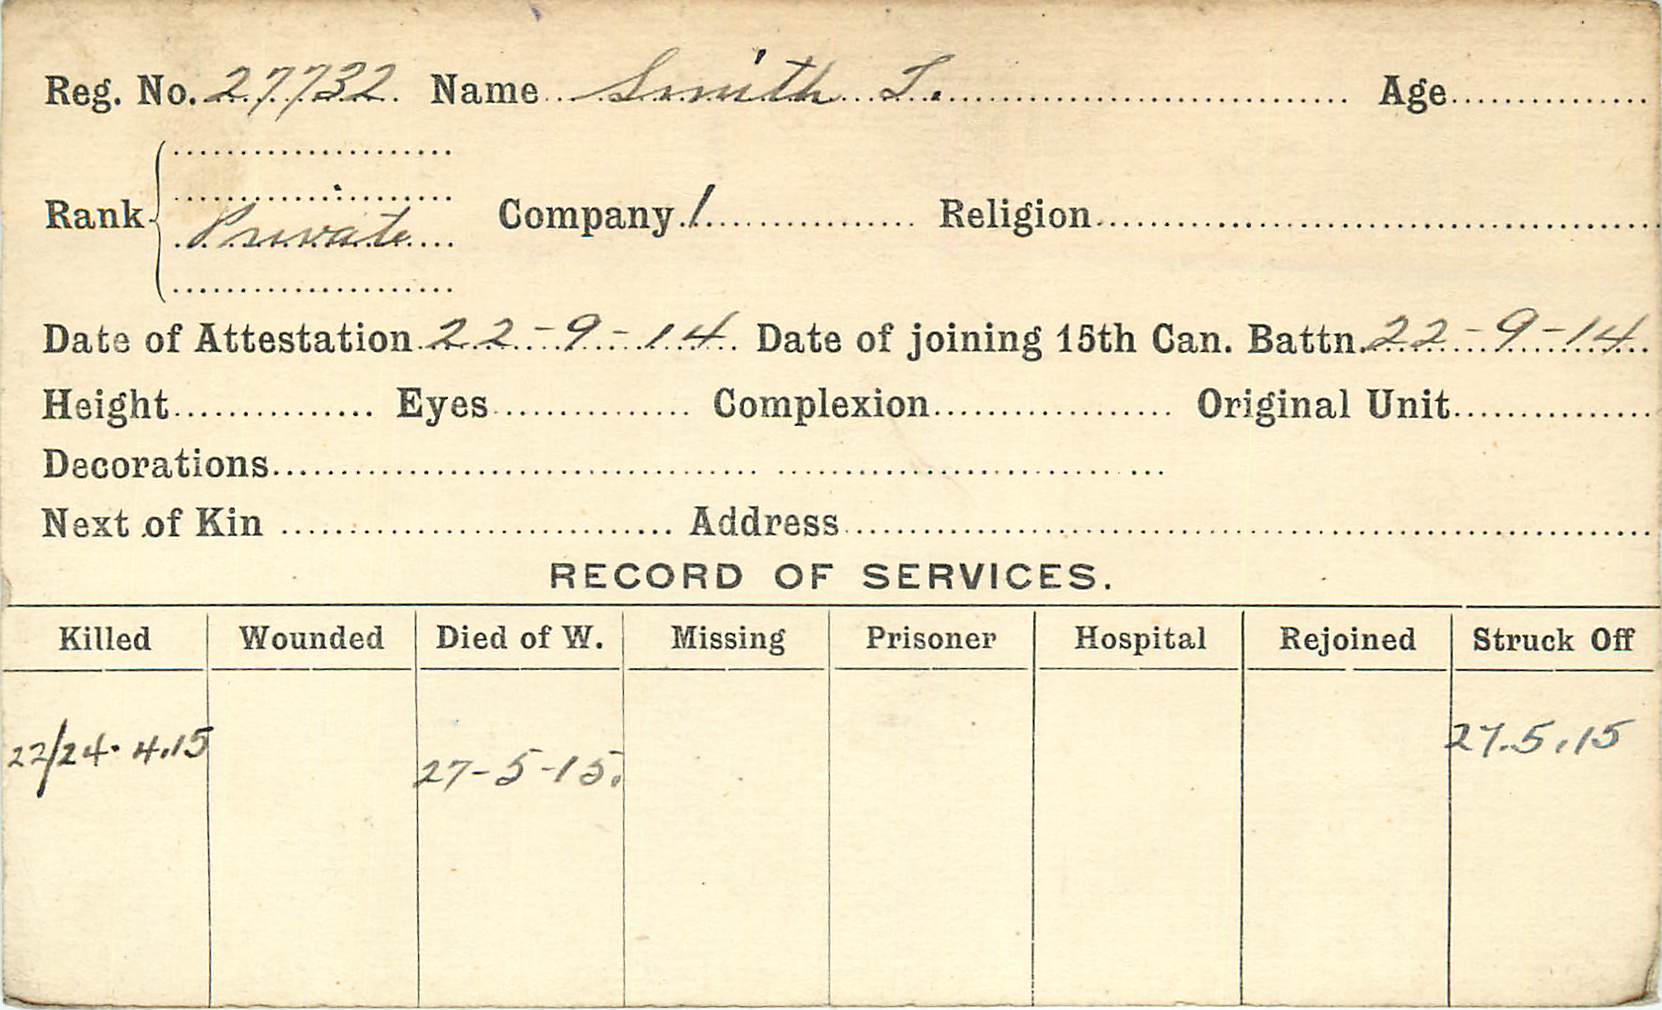 Reg. No. 27732 Name Smith T. Age
Rank Private Company 1 Religion
Date of Attestation 22-9-14 Date of joining 15th Can. Battn. 22-9-14
Height Eyes Complexion Original Unit
Decorations
Next of Kin Address
RECORD OF SERVICES.
Killed Wounded Died of W. Missing Prisoner Hospital Rejoined Struck Off
22/24.4.15 27-5-15. 27.5.15